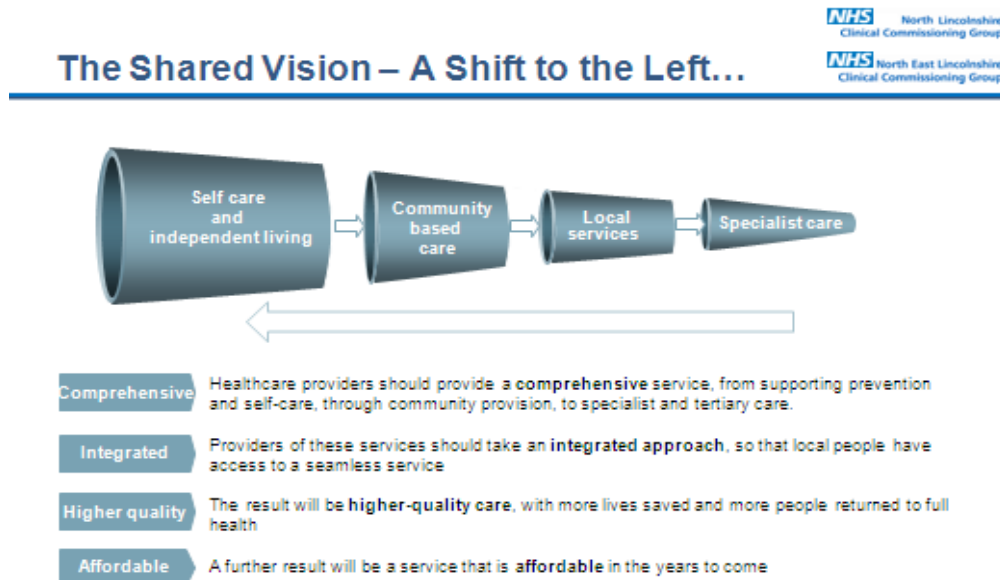 NHS North Lincolnshire
Clinical Commissioning Group
The Shared Vision – A Shift to the Left...
NHS North East Lincolnshire
Clinical Commissioning Group
Self care
and
independent living
Community
based
care
Local
services
Specialist care
Comprehensive
Healthcare providers should provide a comprehensive service, from supporting prevention
and self-care, through community provision, to specialist and tertiary care.
Integrated
Providers of these services should take an integrated approach, so that local people have
access to a seamless service
Higher quality
The result will be higher-quality care, with more lives saved and more people returned to full
health
Affordable
A further result will be a service that is affordable in the years to come